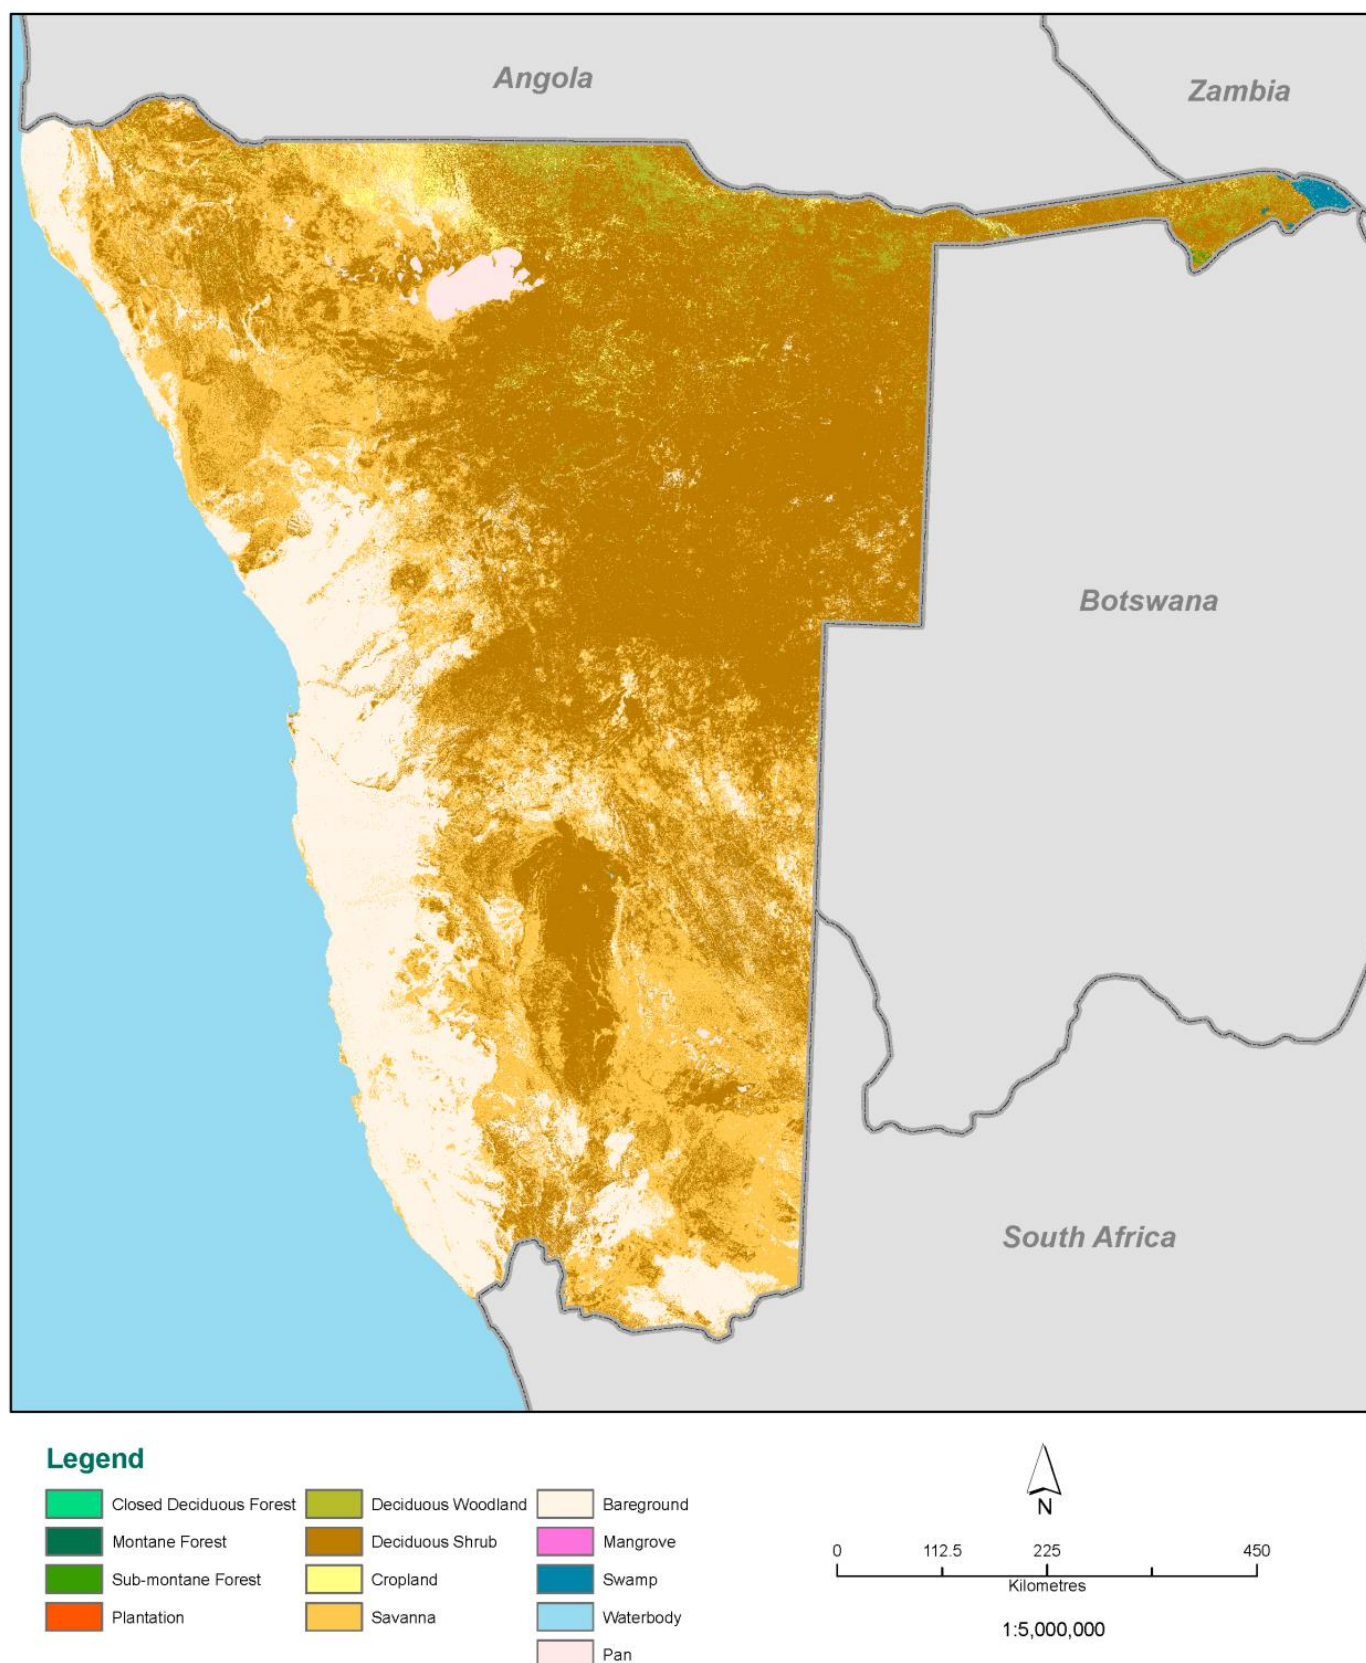 Angola
Zambia
Botswana
South Africa
Legend
Closed Deciduous Forest
Montane Forest
Sub-montane Forest
Plantation
Deciduous Woodland
Deciduous Shrub
Cropland
Savanna
Bareground
Mangrove
Swamp
Waterbody
Pan
N
0 112.5 225 450
Kilometres
1:5,000,000